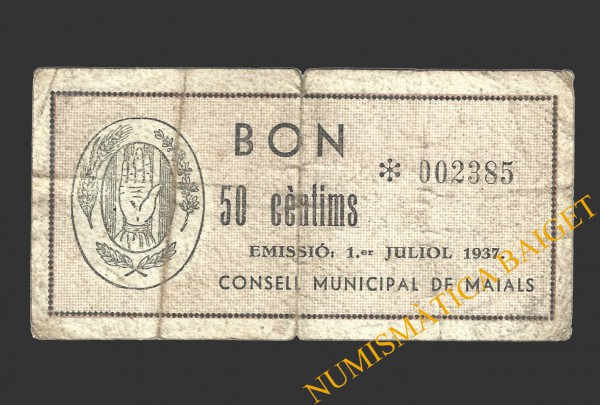 BON
* 002385
50 cèntims
EMISSIÓ: 1.er JULIOL 1937.
CONSELL MUNICIPAL DE MAIALS
NUMISMÀTICA BAIGET